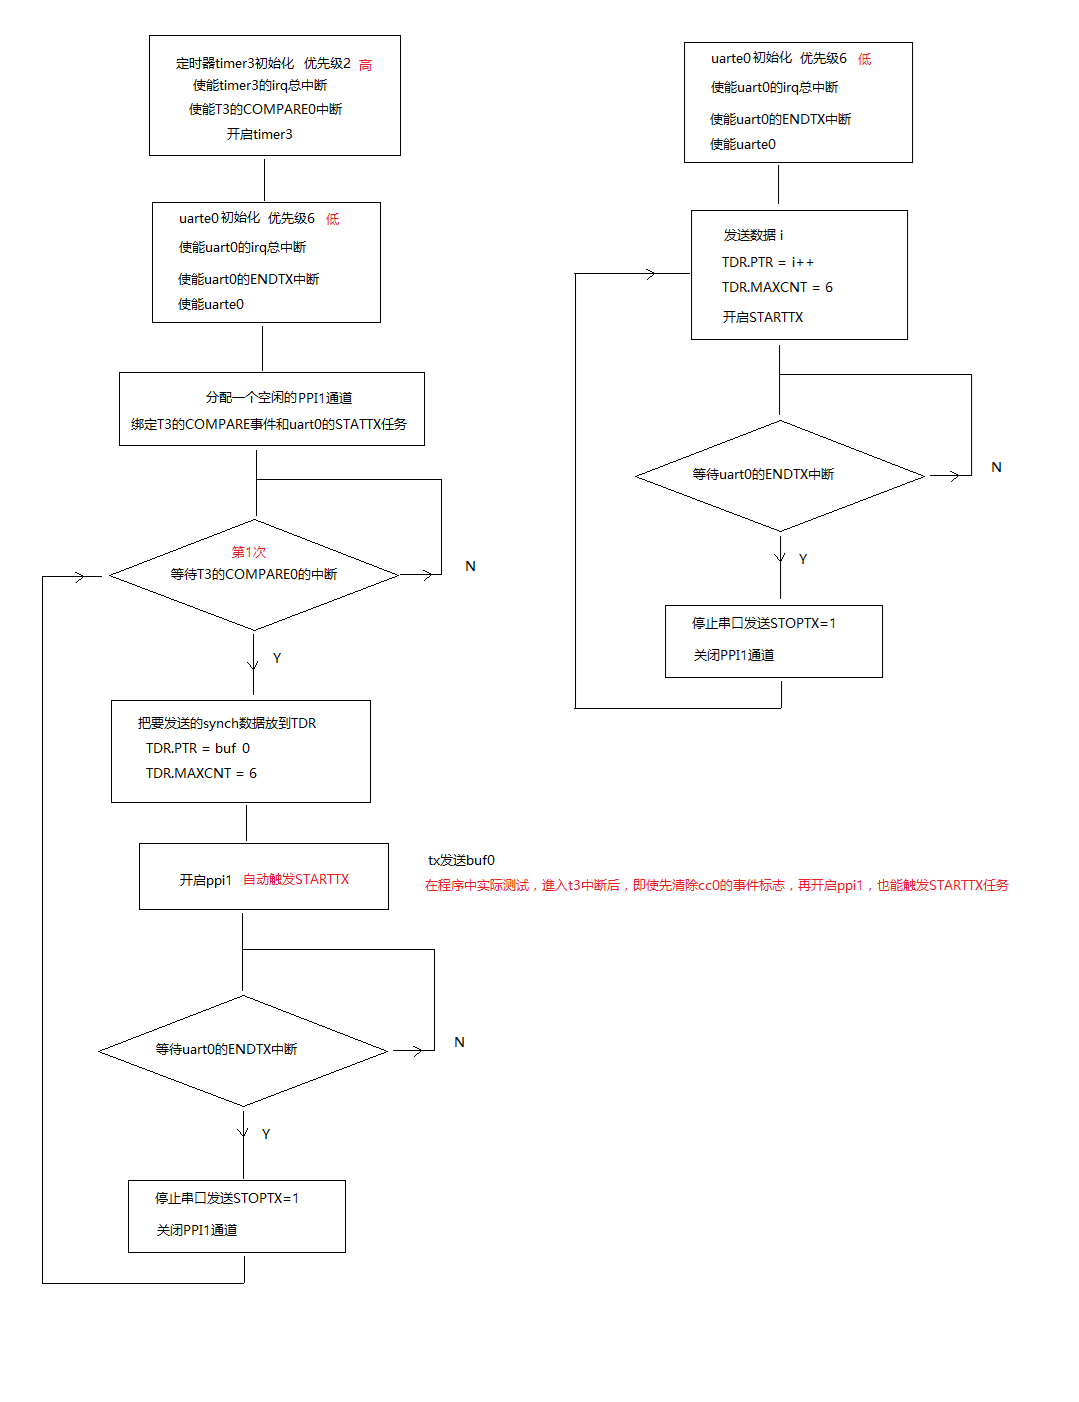 定时器timer3初始化 优先级2 高
使能timer3的irq总中断
使能T3的COMPARE0中断
开启timer3
uarte0初始化 优先级6 低
使能uart0的irq总中断
使能uart0的ENDTX中断
使能uarte0
分配一个空闲的PPI1通道
绑定T3的COMPARE事件和uart0的STATTX任务
第1次
等待T3的COMPARE0的中断
N
Y
把要发送的synch数据放到TDR
TDR.PTR = buf 0
TDR.MAXCNT = 6
开启ppi1 自动触发STARTTX
tx发送buf0
在程序中实际测试，進入t3中断后，即使先清除cc0的事件标志，再开启ppi1，也能触发STARTTX任务
等待uart0的ENDTX中断
N
Y
停止串口发送STOPTX=1
关闭PPI1通道
uarte0初始化 优先级6 低
使能uart0的irq总中断
使能uart0的ENDTX中断
使能uarte0
发送数据 i
TDR.PTR = i++
TDR.MAXCNT = 6
开启STARTTX
等待uart0的ENDTX中断
N
Y
停止串口发送STOPTX=1
关闭PPI1通道